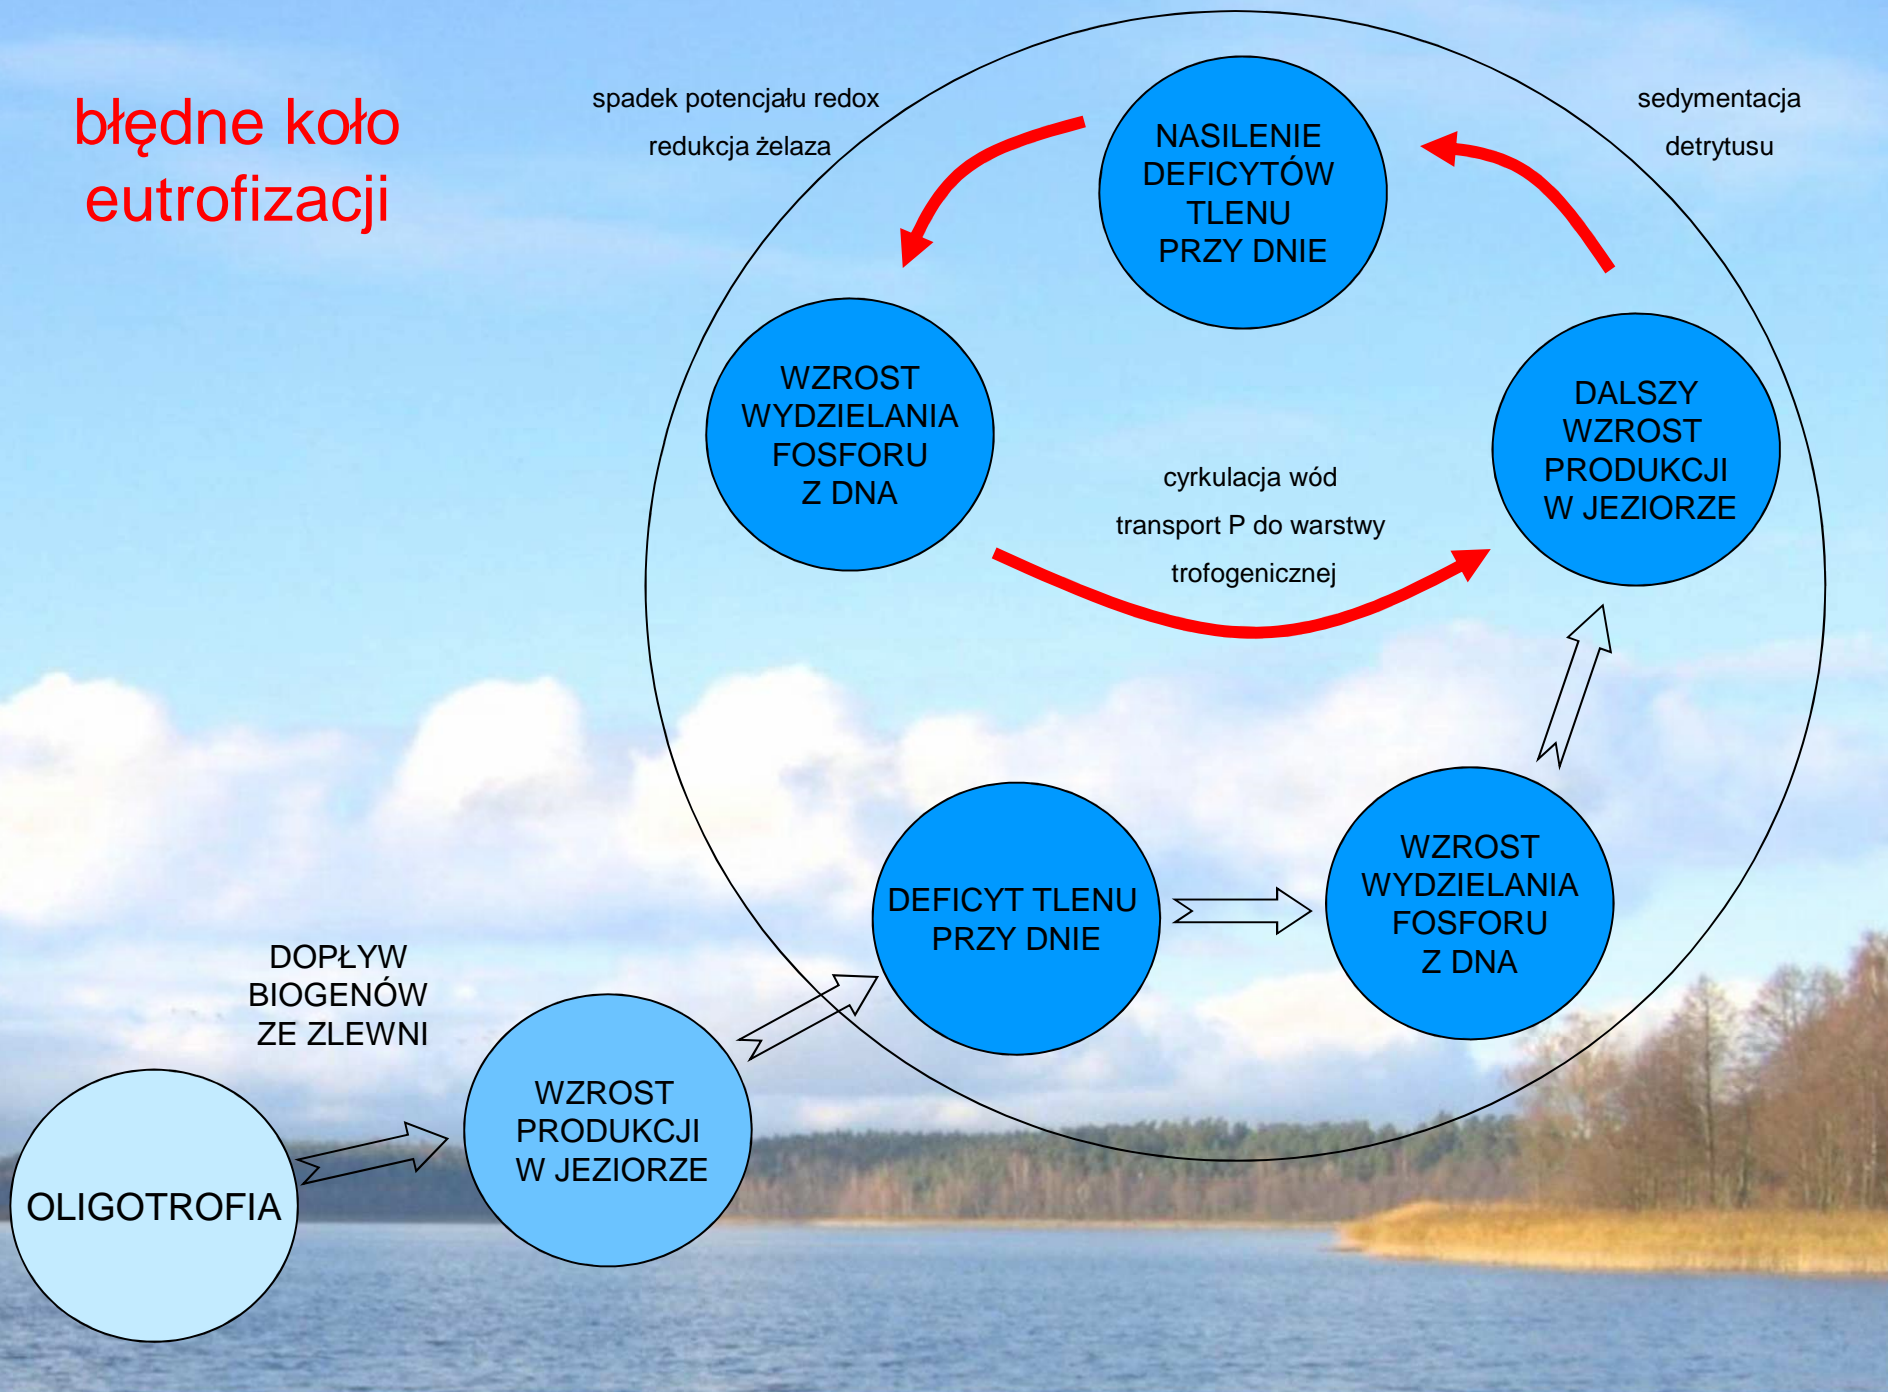 błędne koło
eutrofizacji
spadek potencjału redox
redukcja żelaza
NASILENIE
DEFICYTÓW
TLENU
PRZY DNIE
sedymentacja
detrytusu
WZROST
WYDZIELANIA
FOSFORU
Z DNA
cyrkulacja wód
transport P do warstwy
trofogenicznej
DALSZY
WZROST
PRODUKCJI
W JEZIORZE
DEFICYT TLENU
PRZY DNIE
WZROST
WYDZIELANIA
FOSFORU
Z DNA
DOPŁYW
BIOGENÓW
ZE ZLEWNI
WZROST
PRODUKCJI
W JEZIORZE
OLIGOTROFIA